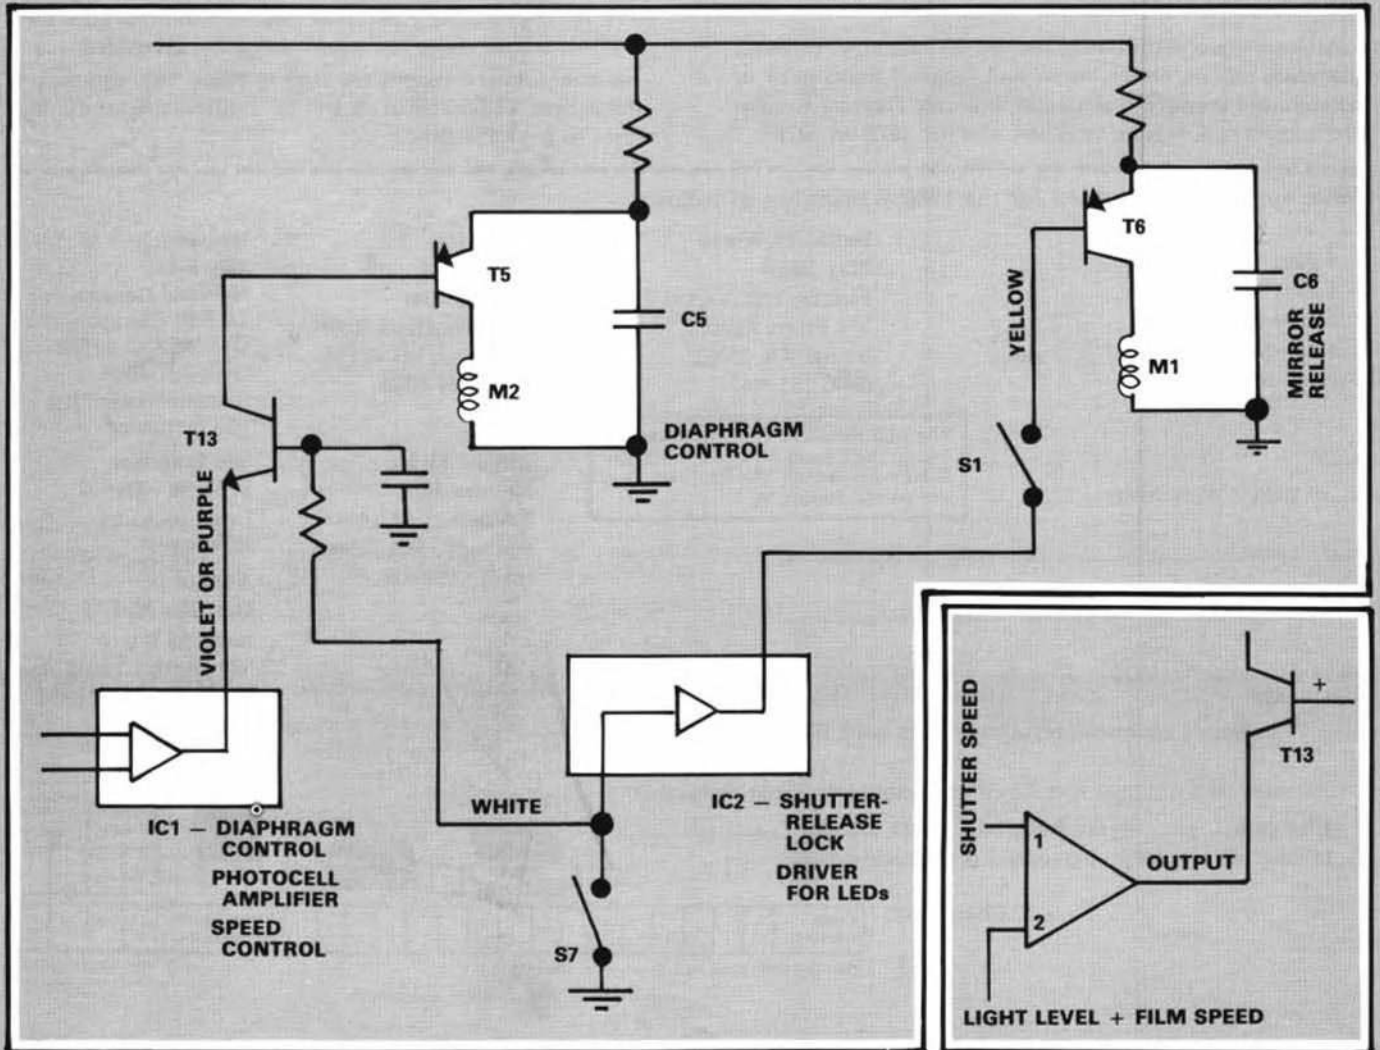 T5
C5
M2
T13
DIAPHRAGM
CONTROL
VIOLET OR PURPLE
T6
YELLOW
C6
M1
MIRROR
RELEASE
S1
WHITE
IC1 — DIAPHRAGM
CONTROL
PHOTOCELL
AMPLIFIER
SPEED
CONTROL
IC2 — SHUTTER-
RELEASE
LOCK
DRIVER
FOR LEDs
S7
SHUTTER SPEED
+
T13
1
OUTPUT
2
LIGHT LEVEL + FILM SPEED